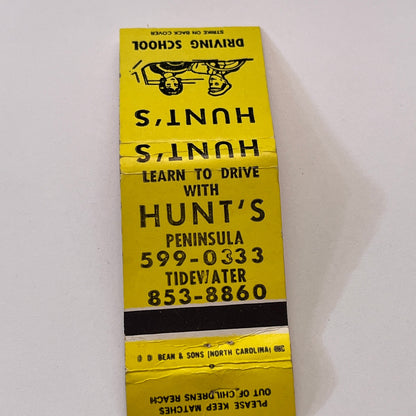 STRIKE ON BACK COVER
DRIVING SCHOOL
HUNT'S
HUNT'S
LEARN TO DRIVE
WITH
HUNT'S
PENINSULA
599-0333
TIDEWATER
853-8860
D BEAN & SONS (NORTH CAROLINA)
PLEASE KEEP MATCHES
OUT OF CHILDRENS REACH